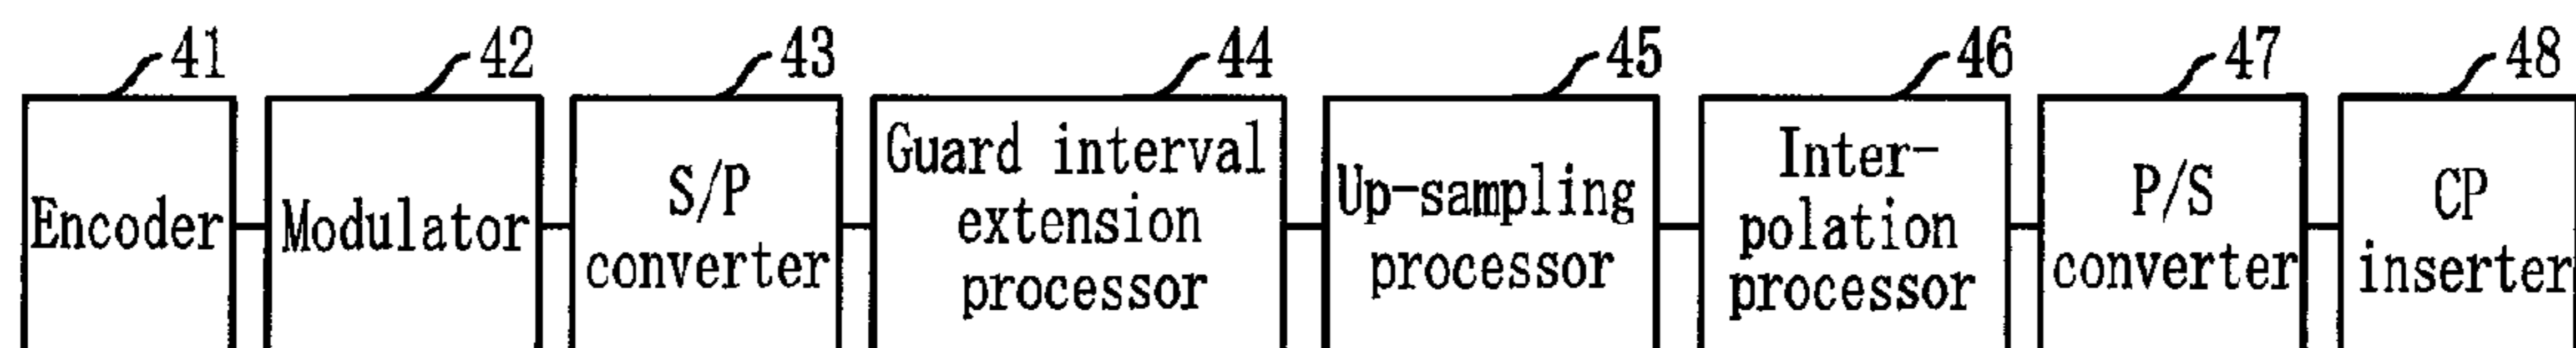 41 42 43 44 45 46 47 48
Encoder
Modulator
S/P
converter
Guard interval
extension
processor
Up-sampling
processor
Inter-
polation
processor
P/S
converter
CP
inserter